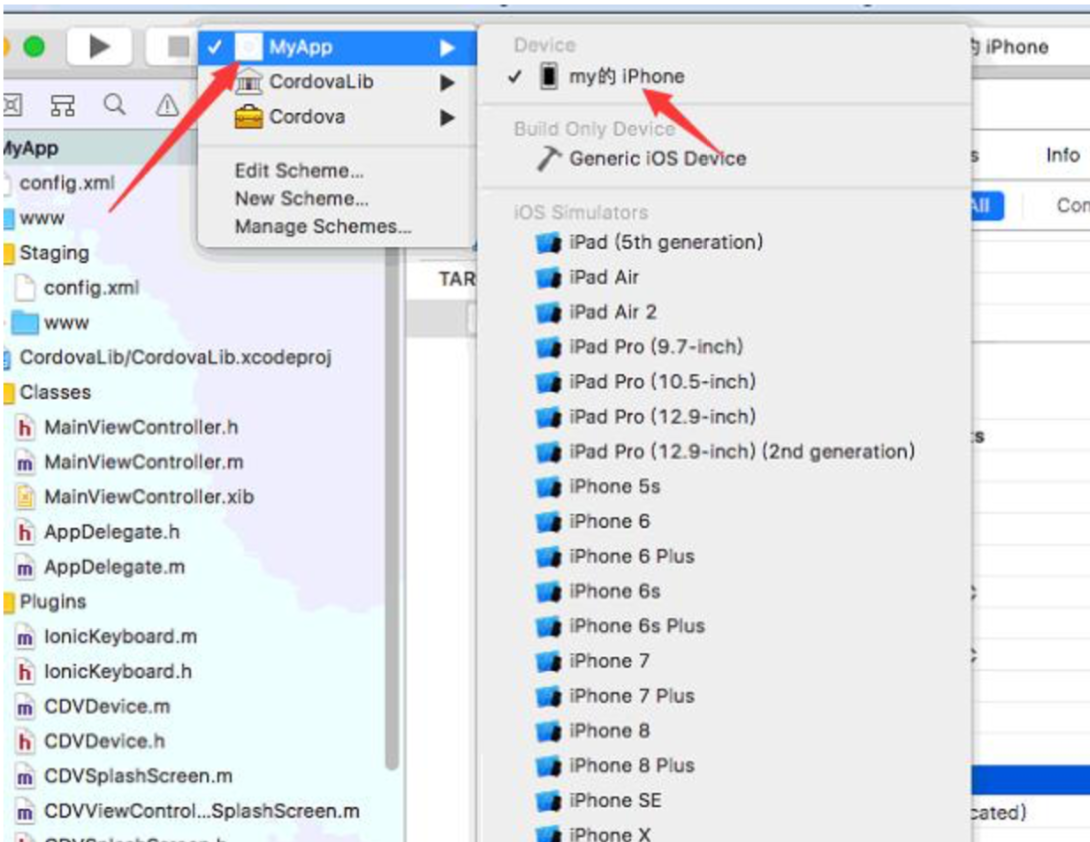 MyApp
CordovaLib
Cordova
Edit Scheme...
New Scheme...
Manage Schemes...
Device
my的 iPhone
Build Only Device
Generic iOS Device
iOS Simulators
iPad (5th generation)
iPad Air
iPad Air 2
iPad Pro (9.7-inch)
iPad Pro (10.5-inch)
iPad Pro (12.9-inch)
iPad Pro (12.9-inch) (2nd generation)
iPhone 5s
iPhone 6
iPhone 6 Plus
iPhone 6s
iPhone 6s Plus
iPhone 7
iPhone 7 Plus
iPhone 8
iPhone 8 Plus
iPhone SE
iPhone X
MyApp
config.xml
www
Staging
config.xml
www
CordovaLib/CordovaLib.xcodeproj
Classes
MainViewController.h
MainViewController.m
MainViewController.xib
AppDelegate.h
AppDelegate.m
Plugins
IonicKeyboard.m
IonicKeyboard.h
CDVDevice.m
CDVDevice.h
CDVSplashScreen.m
CDVViewControl...SplashScreen.m
CDVSplashScreen.h
TAR
的 iPhone
Info
All
Con
cated)